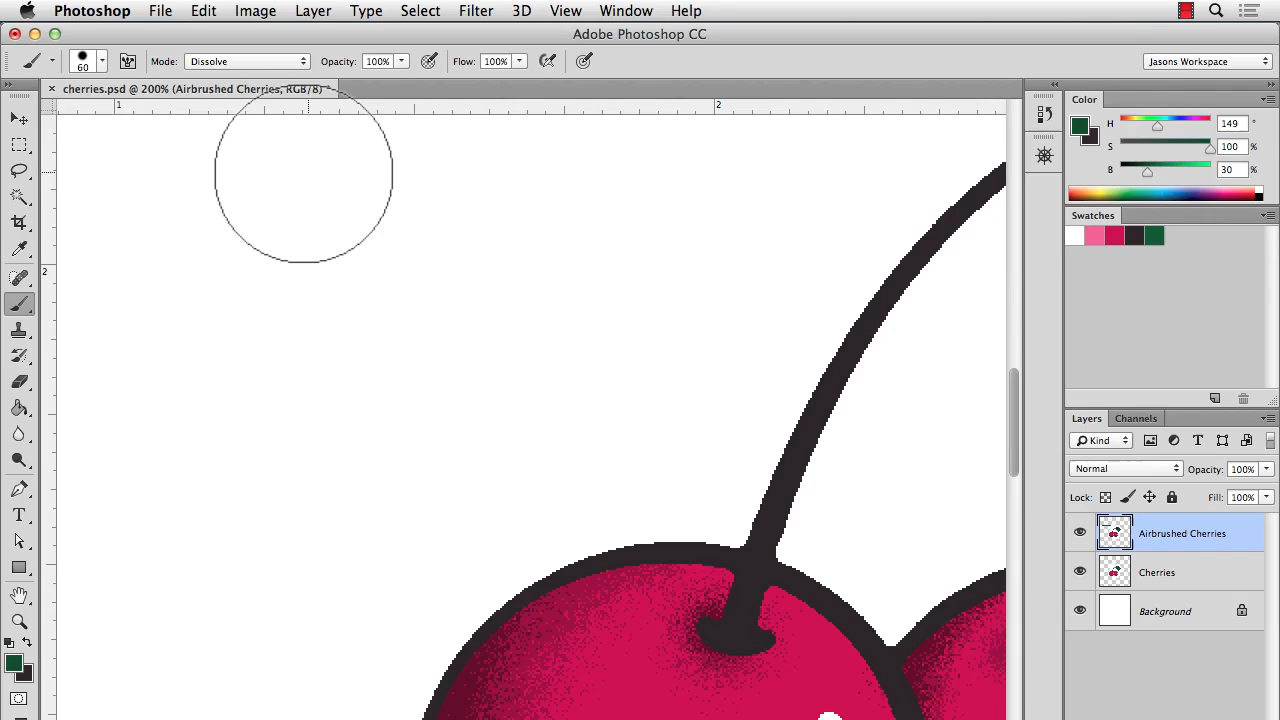 Photoshop File Edit Image Layer Type Select Filter 3D View Window Help
Adobe Photoshop CC
60 Mode: Dissolve Opacity: 100% Flow: 100% Jasons Workspace
cherries.psd @ 200% (Airbrushed Cherries, RGB/8) *
1 2
2
Color
H 149 °
S 100 %
B 30 %
Swatches
Layers Channels
Kind
Normal Opacity: 100%
Lock: Fill: 100%
Airbrushed Cherries
Cherries
Background